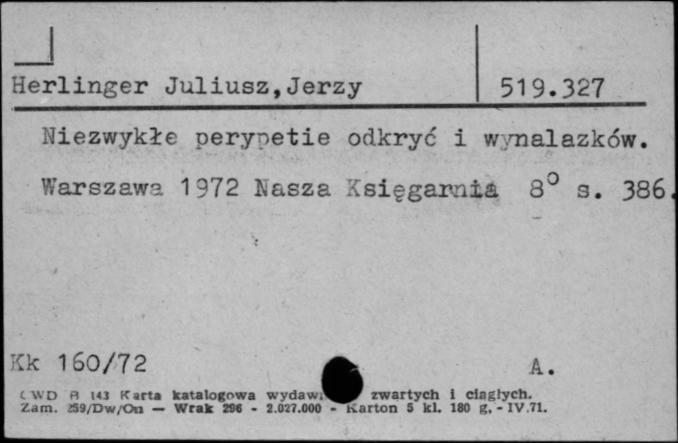 Herlinger Juliusz,Jerzy 519.327
Niezwykłe perypetie odkryć i wynalazków.
Warszawa 1972 Nasza Księgarnia 8° s. 386.
Kk 160/72 A.
CWD B 143 Karta katalogowa zwartych i ciągłych.
Zam. 259/Dw/On — Wrak 296 - 2.027.000 - Karton 5 kl. 180 g. - IV.71.